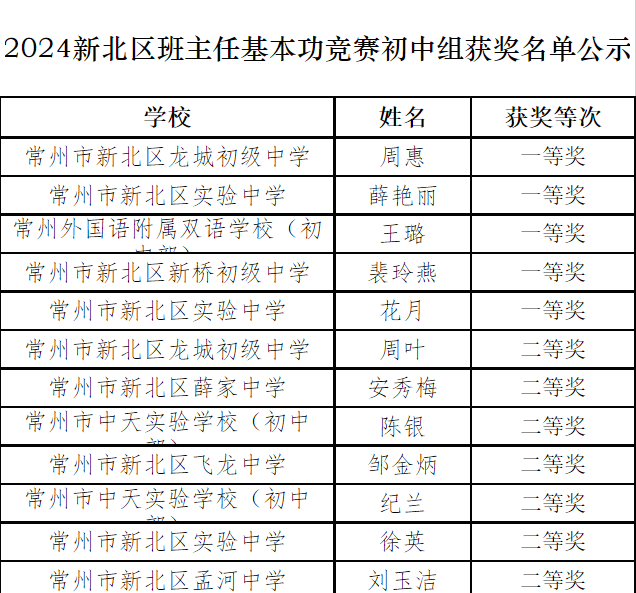 2024新北区班主任基本功竞赛初中组获奖名单公示
学校 姓名 获奖等次
常州市新北区龙城初级中学 周惠 一等奖
常州市新北区实验中学 薛艳丽 一等奖
常州外国语附属双语学校（初中部） 王璐 一等奖
常州市新北区新桥初级中学 裴玲燕 一等奖
常州市新北区实验中学 花月 一等奖
常州市新北区龙城初级中学 周叶 二等奖
常州市新北区薛家中学 安秀梅 二等奖
常州市中天实验学校（初中部） 陈银 二等奖
常州市新北区飞龙中学 邹金炳 二等奖
常州市中天实验学校（初中部） 纪兰 二等奖
常州市新北区实验中学 徐英 二等奖
常州市新北区孟河中学 刘玉洁 二等奖